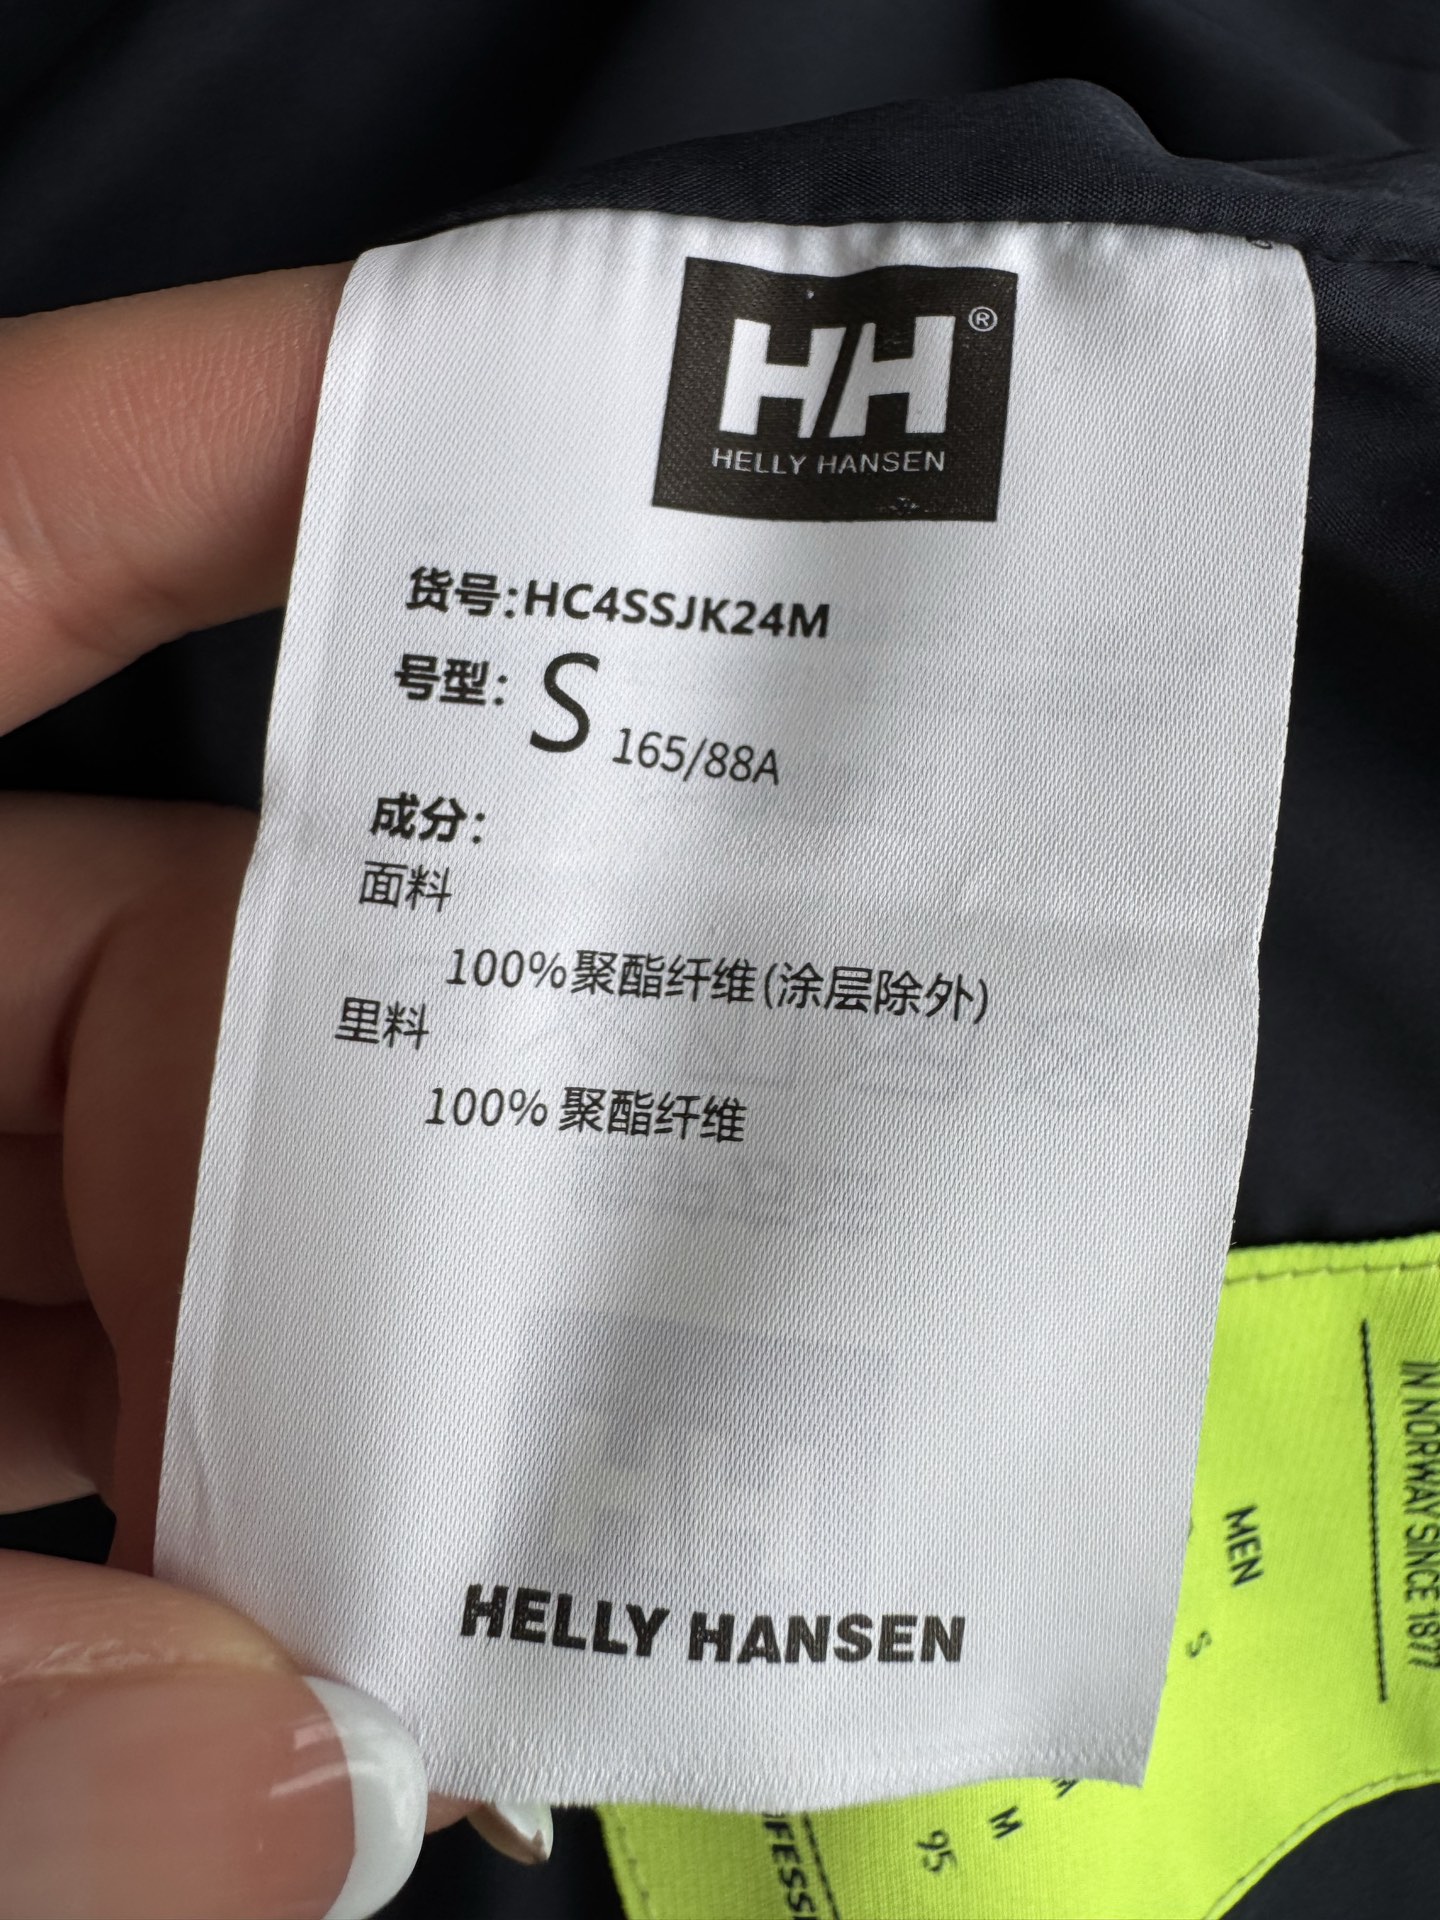 HH®
HELLY HANSEN
货号:HC4SSJK24M
号型: S 165/88A
成分:
面料
100%聚酯纤维(涂层除外)
里料
100% 聚酯纤维
HELLY HANSEN
IN NORWAY SINCE 1877
MEN
S
M
95